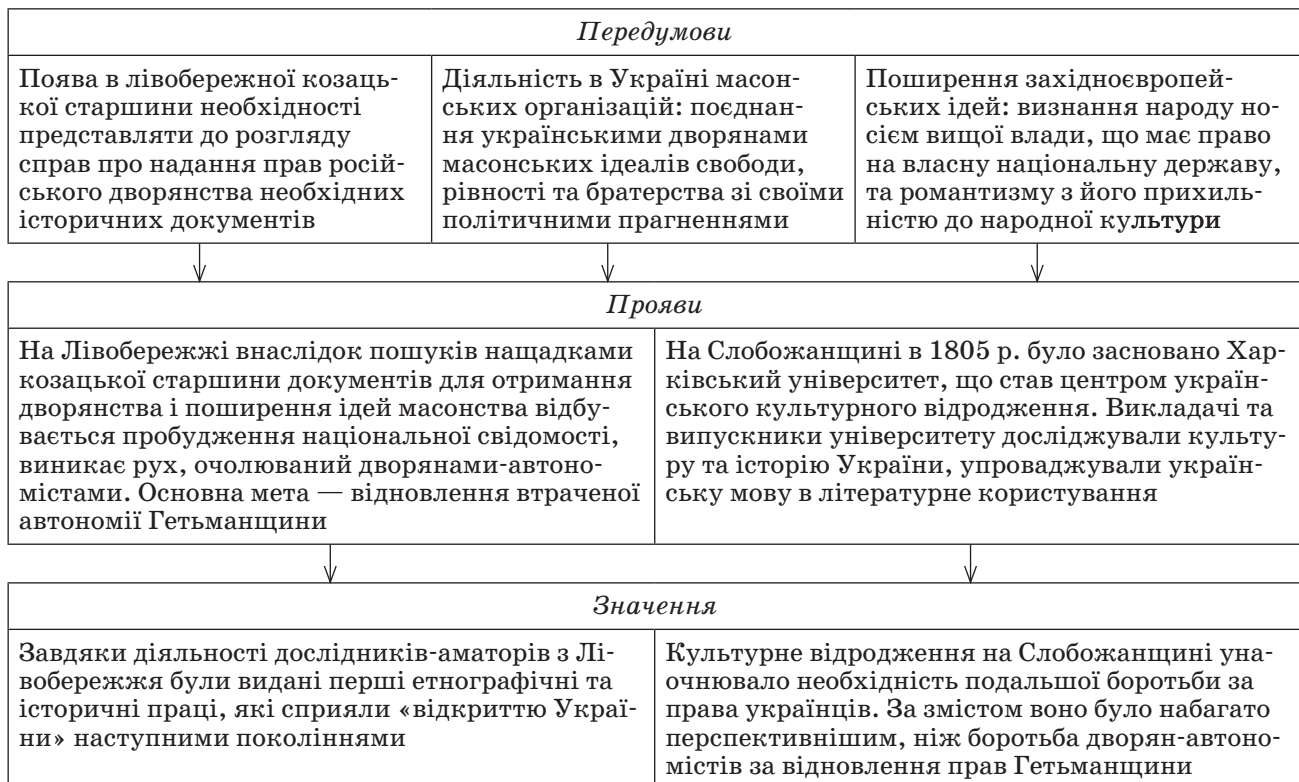 Передумови
Поява в лівобережної козаць-
кої старшини необхідності
представляти до розгляду
справ про надання прав росій-
ського дворянства необхідних
історичних документів
Діяльність в Україні масон-
ських організацій: поєднан-
ня українськими дворянами
масонських ідеалів свободи,
рівності та братерства зі своїми
політичними прагненнями
Поширення західноєвропей-
ських ідей: визнання народу но-
сієм вищої влади, що має право
на власну національну державу,
та романтизму з його прихиль-
ністю до народної культури
Прояви
На Лівобережжі внаслідок пошуків нащадками
козацької старшини документів для отримання
дворянства і поширення ідей масонства відбу-
вається пробудження національної свідомості,
виникає рух, очолюваний дворянами-автоно-
містами. Основна мета — відновлення втраченої
автономії Гетьманщини
На Слобожанщині в 1805 р. було засновано Хар-
ківський університет, що став центром україн-
ського культурного відродження. Викладачі та
випускники університету досліджували культу-
ру та історію України, упроваджували україн-
ську мову в літературне користування
Значення
Завдяки діяльності дослідників-аматорів з Лі-
вобережжя були видані перші етнографічні та
історичні праці, які сприяли «відкриттю Украї-
ни» наступними поколіннями
Культурне відродження на Слобожанщині уна-
очнювало необхідність подальшої боротьби за
права українців. За змістом воно було набагато
перспективнішим, ніж боротьба дворян-автоно-
містів за відновлення прав Гетьманщини